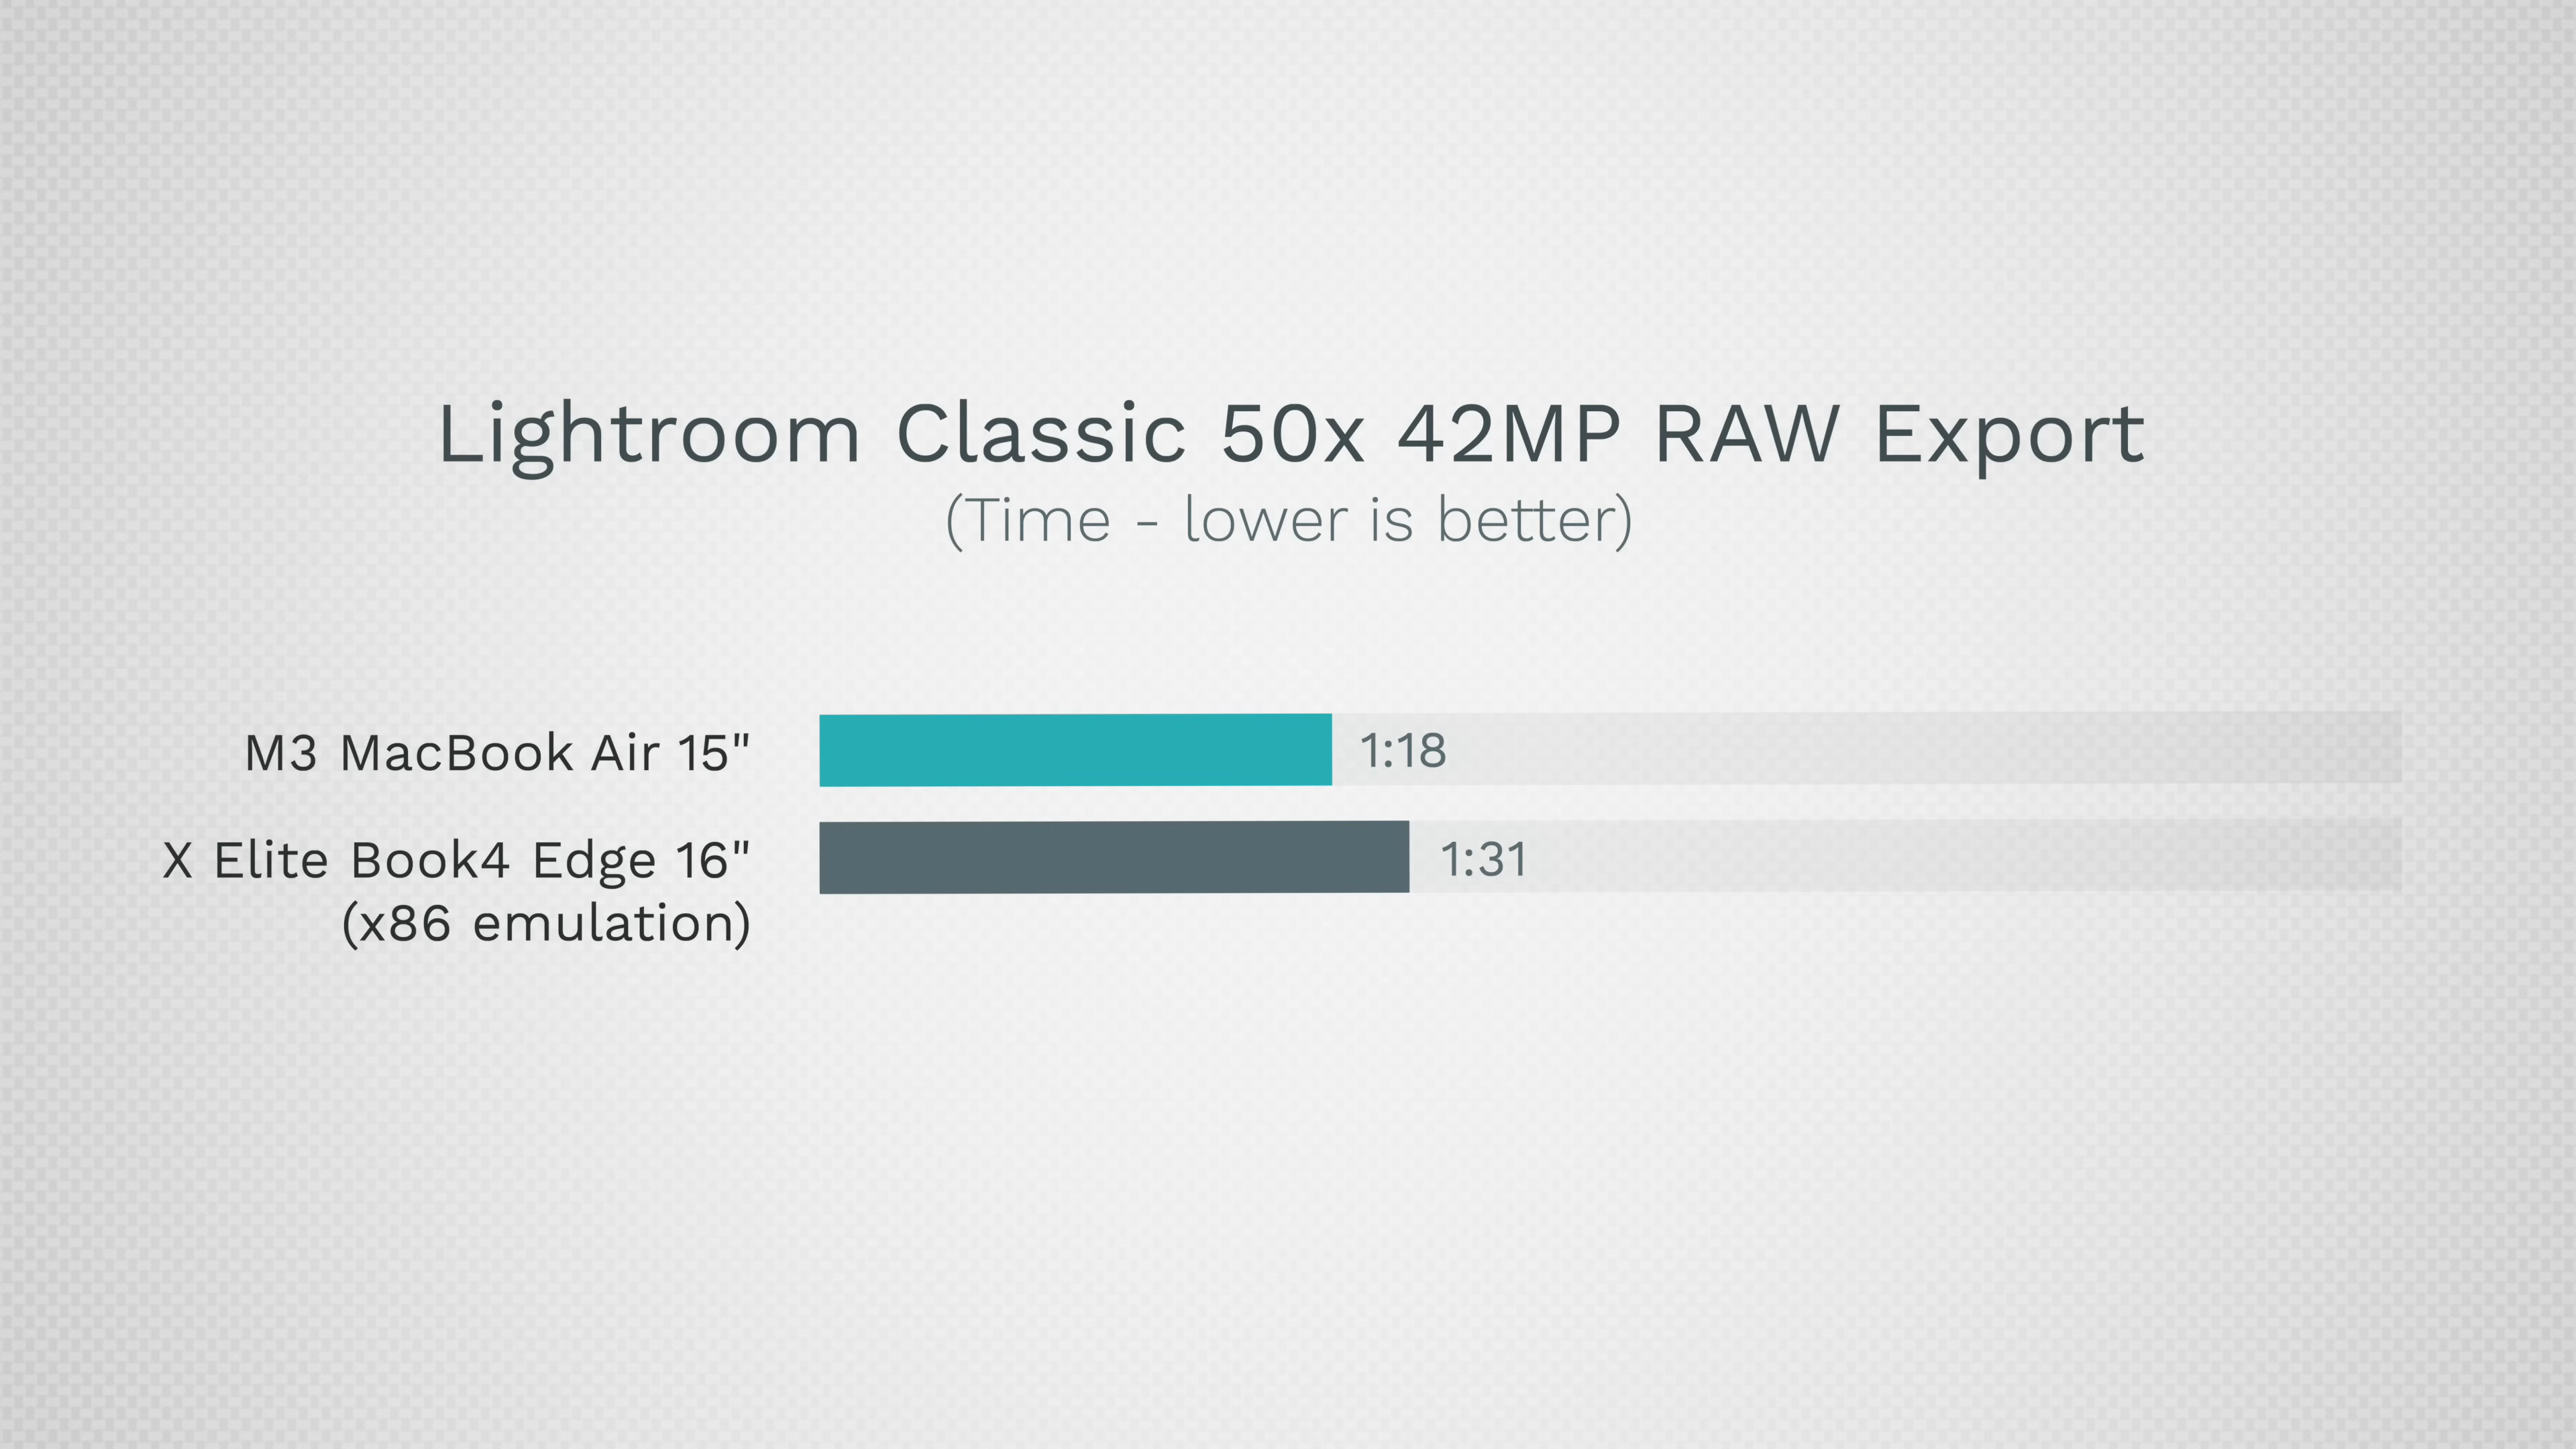 Lightroom Classic 50x 42MP RAW Export
(Time - lower is better)
M3 MacBook Air 15" 1:18
X Elite Book4 Edge 16" 1:31
(x86 emulation)